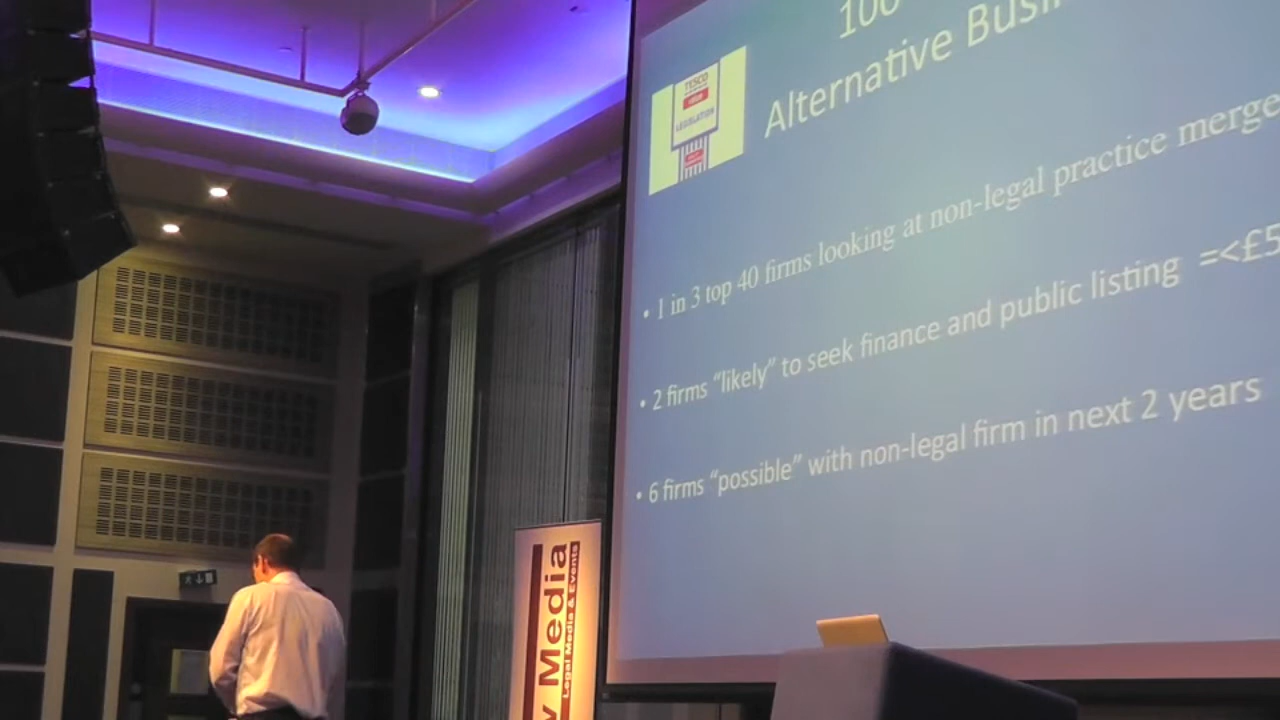 100
Alternative Busi
TESCO
LEGISLATION
• 1 in 3 top 40 firms looking at non-legal practice merge
• 2 firms “likely” to seek finance and public listing =<£5
• 6 firms “possible” with non-legal firm in next 2 years
w Media
Legal Media & Events